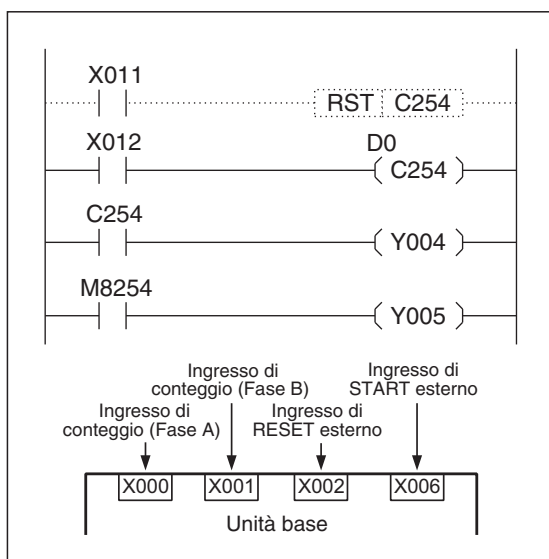 X011
RST C254
X012 D0
C254
C254
Y004
M8254
Y005
Ingresso di
conteggio (Fase B)
Ingresso di
START esterno
Ingresso di
conteggio (Fase A)
Ingresso di
RESET esterno
X000 X001 X002 X006
Unità base